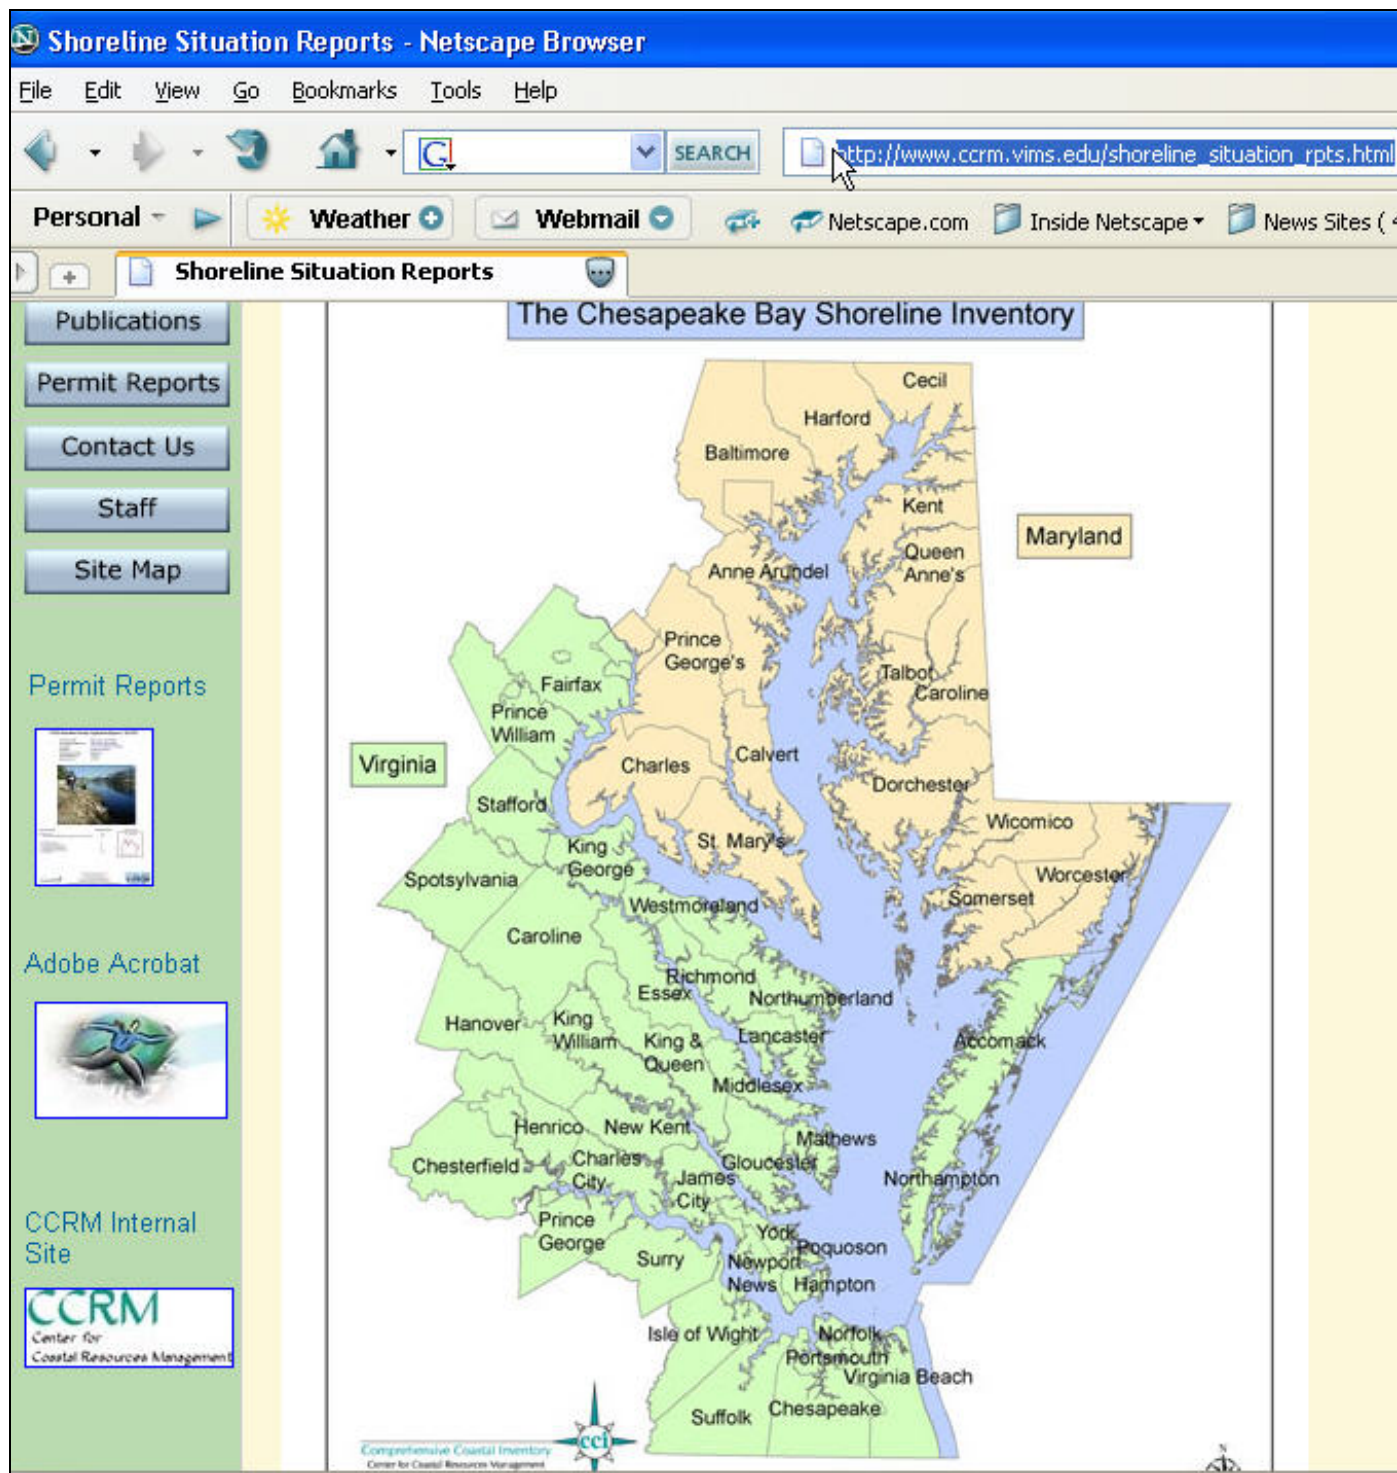 Shoreline Situation Reports - Netscape Browser
File Edit View Go Bookmarks Tools Help
SEARCH
http://www.ccrm.vims.edu/shoreline_situation_rpts.html
Personal
Weather
Webmail
Netscape.com
Inside Netscape
News Sites (
Shoreline Situation Reports
Publications
Permit Reports
Contact Us
Staff
Site Map
Permit Reports
Adobe Acrobat
CCRM Internal
Site
CCRM
Center for
Coastal Resources Management
The Chesapeake Bay Shoreline Inventory
Cecil
Harford
Baltimore
Kent
Maryland
Queen
Anne's
Anne Arundel
Prince
George's
Talbot
Caroline
Fairfax
Prince
William
Virginia
Charles
Calvert
Dorchester
Stafford
Wicomico
King
George
St. Mary's
Spotsylvania
Worcester
Somerset
Westmoreland
Caroline
Richmond
Essex
Northumberland
Hanover
King
William
King &
Queen
Lancaster
Accomack
Middlesex
Henrico
New Kent
Mathews
Chesterfield
Charles
City
James
City
Gloucester
Northampton
Prince
George
Surry
York
Poquoson
Newport
News
Hampton
Isle of Wight
Norfolk
Portsmouth
Virginia Beach
Suffolk
Chesapeake
Comprehensive Coastal Inventory
Center for Coastal Resources Management
cci
N